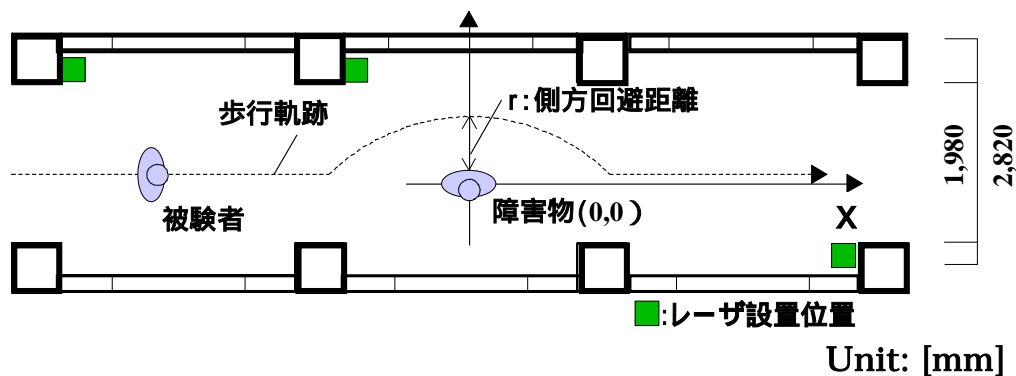 r:側方回避距離
歩行軌跡
被験者
障害物(0,0)
X
1,980
2,820
:レーザ設置位置
Unit: [mm]